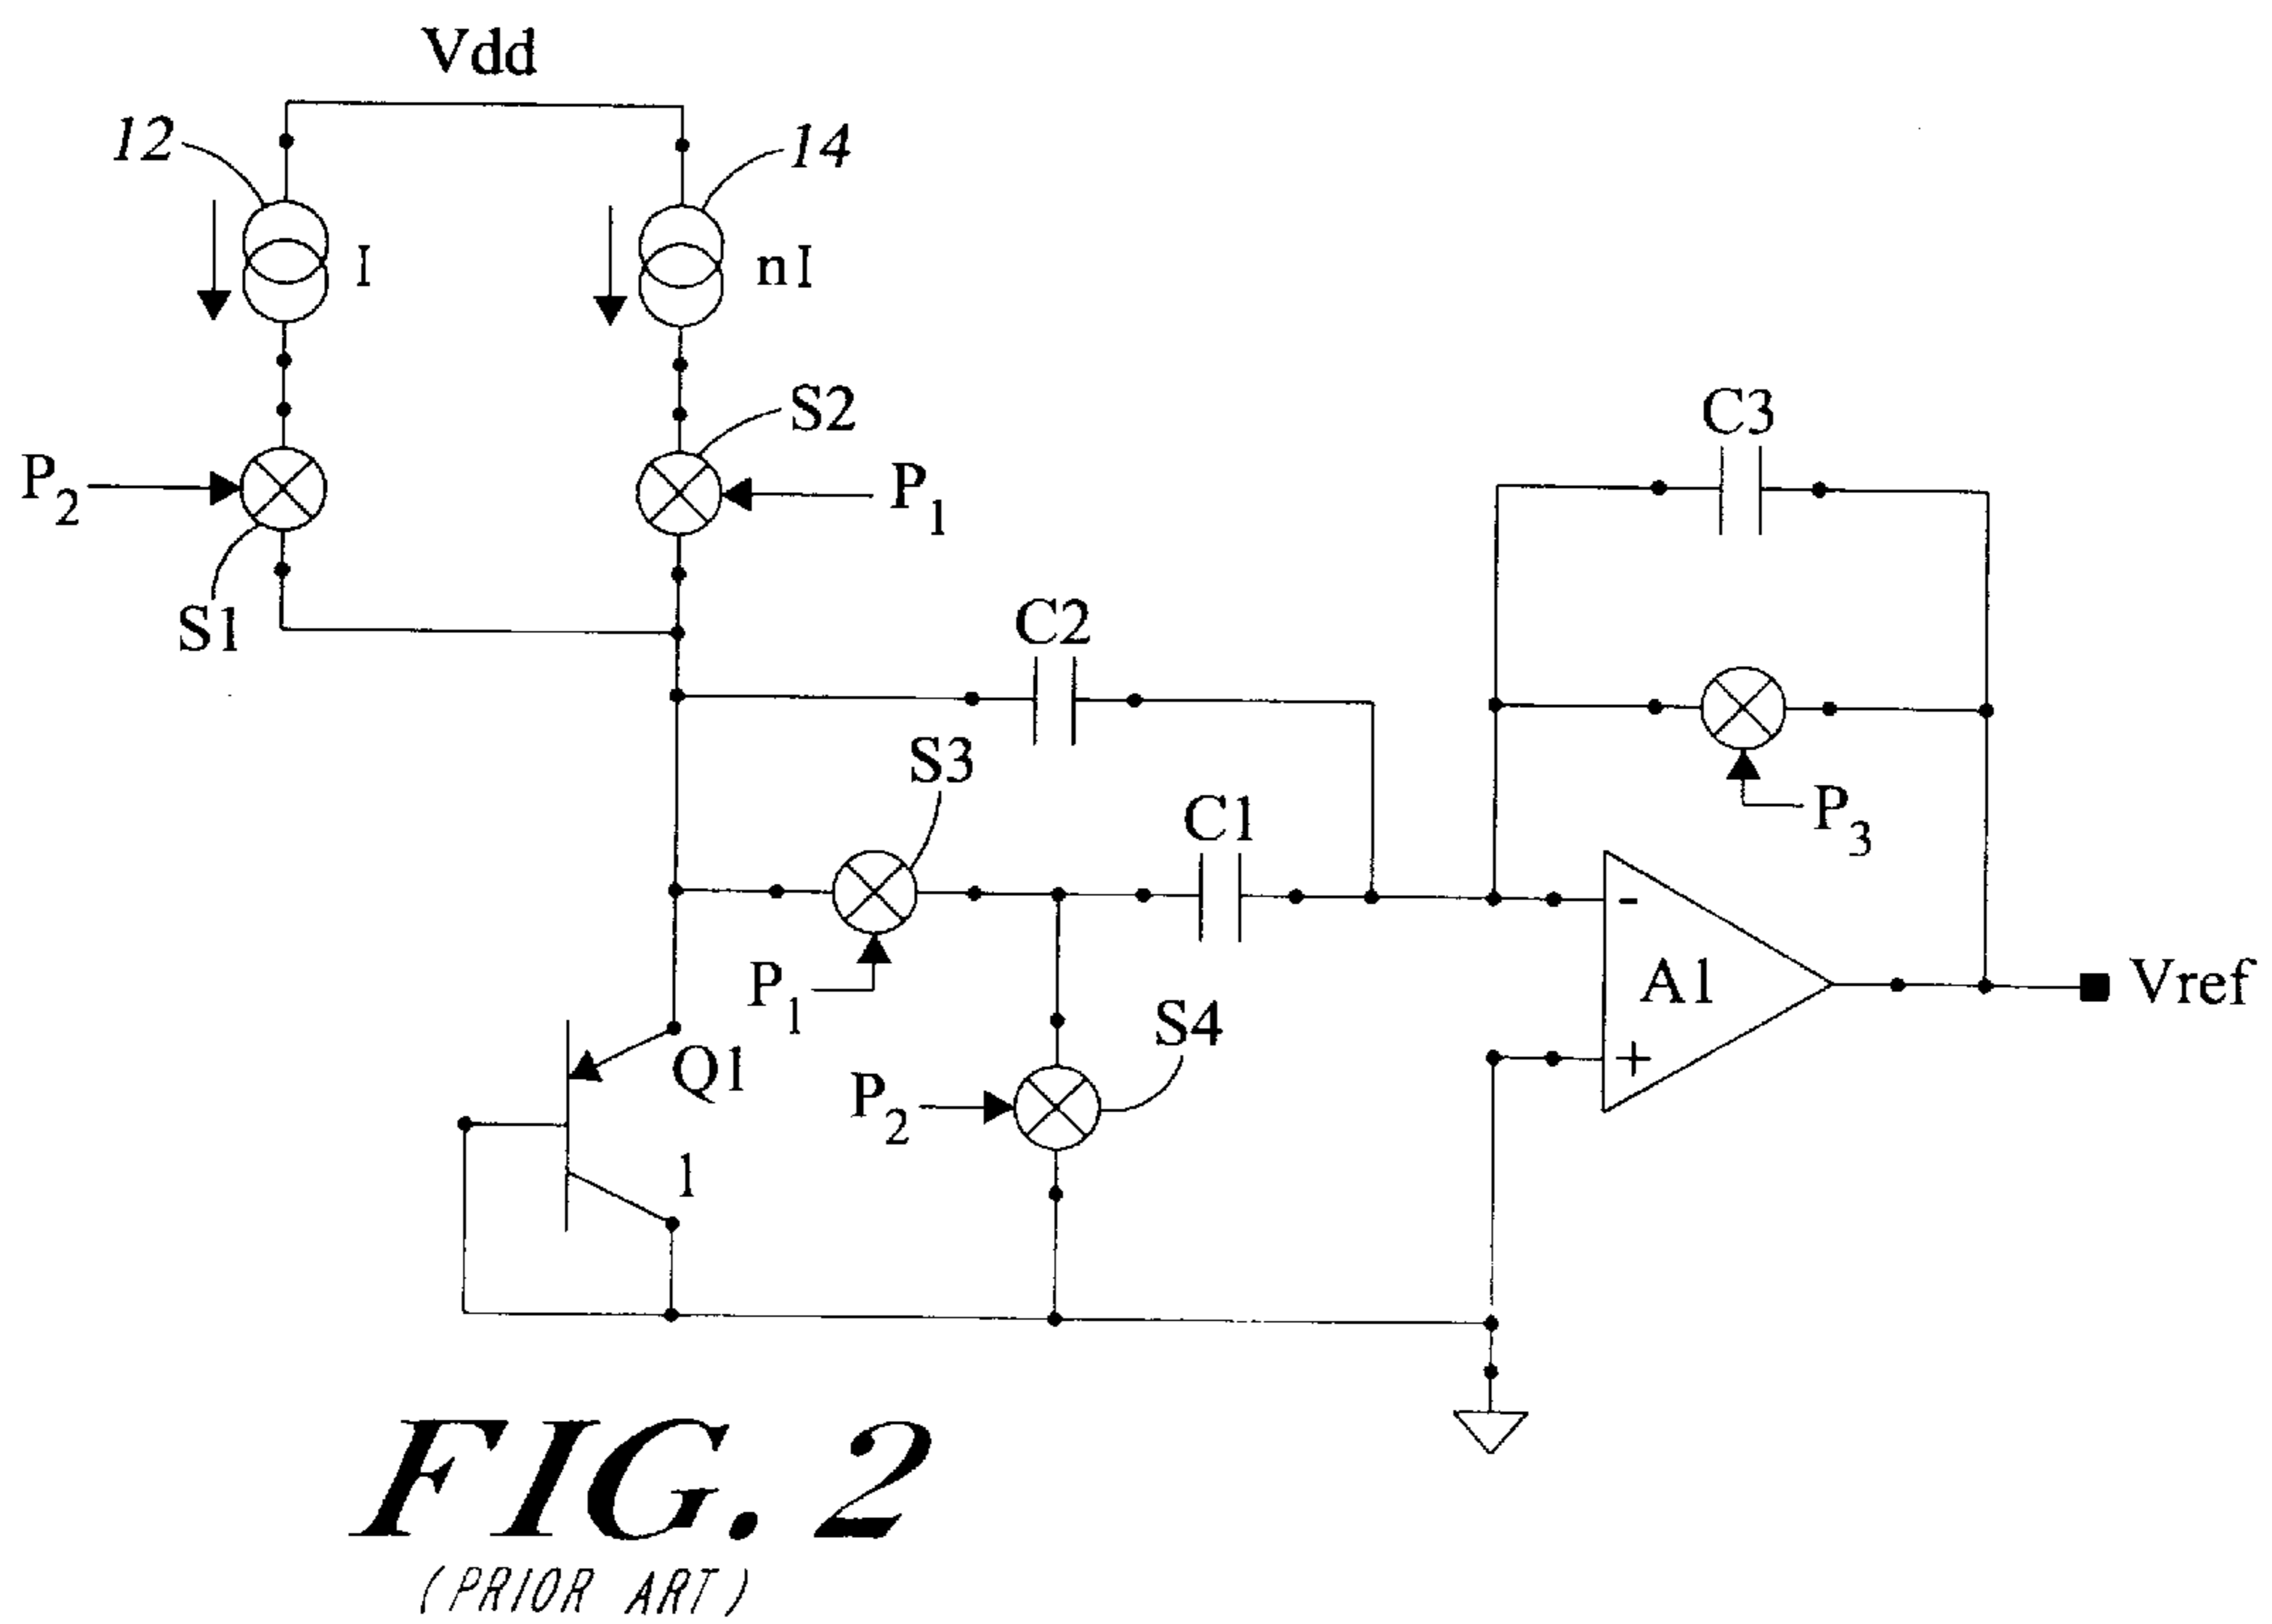 Vdd
12
14
I
nI
S2
C3
P2
P1
S1
C2
S3
C1
P3
P1
A1
Vref
Q1
S4
P2
1
-
+
FIG. 2
(PRIOR ART)